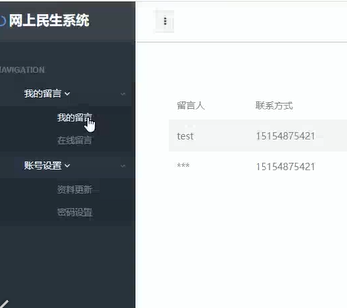 网上民生系统
NAVIGATION
我的留言
我的留言
在线留言
账号设置
资料更新
密码设置
留言人 联系方式
test 15154875421
*** 15154875421